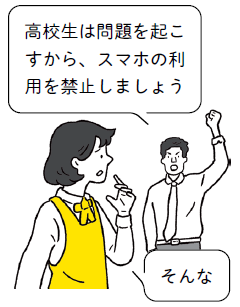 高校生は問題を起こ
すから、スマホの利
用を禁止しましょう
そんな